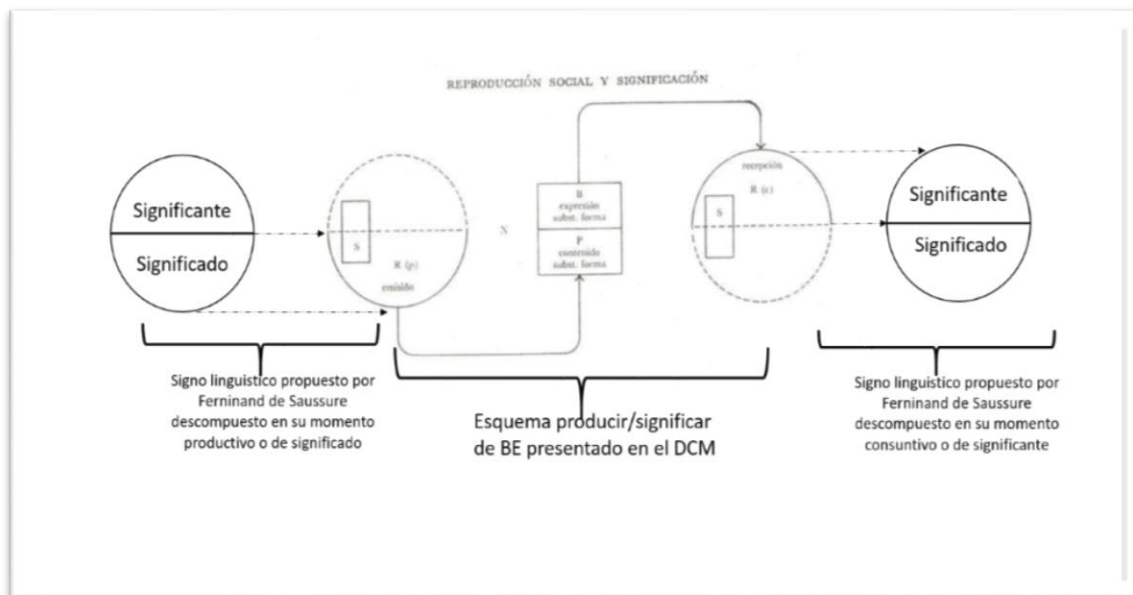 REPRODUCCIÓN SOCIAL Y SIGNIFICACIÓN
Significante
Significado
S
R (p)
emisión
X
B
expresión
subst. forma
P
contenido
subst. forma
recepción
R (c)
S
Significante
Significado
Signo linguistico propuesto por
Ferninand de Saussure
descompuesto en su momento
productivo o de significado
Esquema producir/significar
de BE presentado en el DCM
Signo linguistico propuesto por
Ferninand de Saussure
descompuesto en su momento
consuntivo o de significante